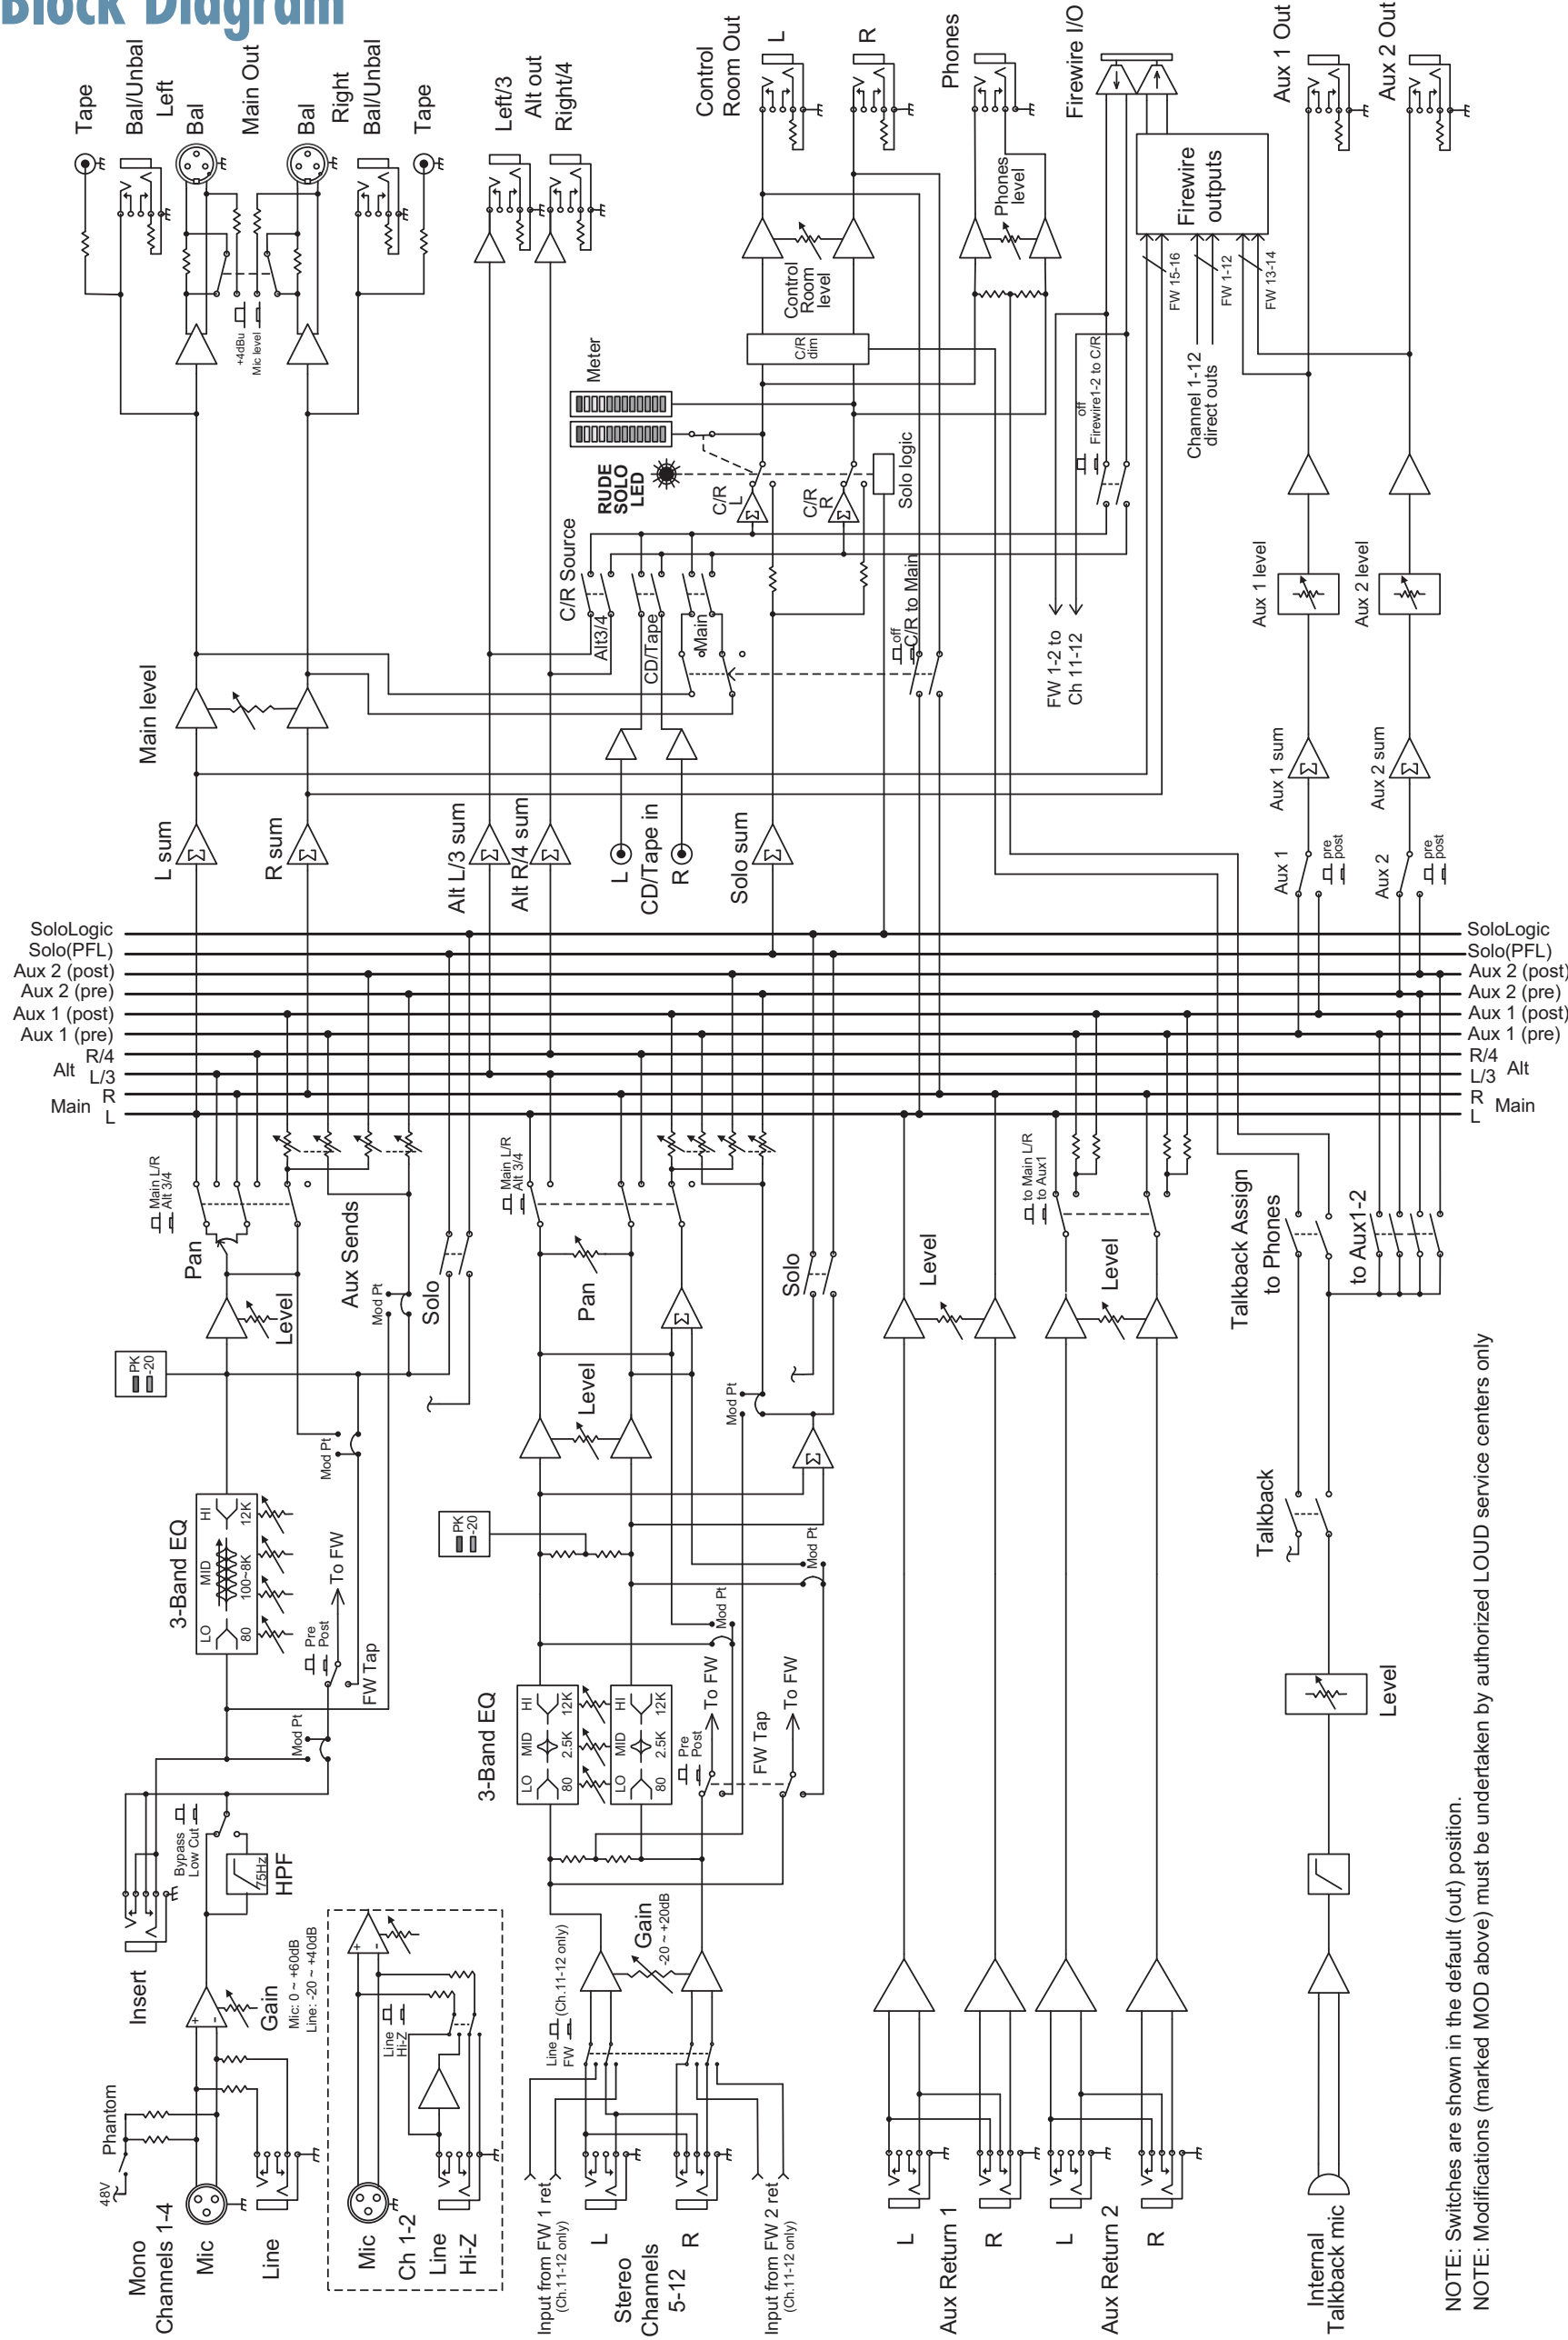 Block Diagram
Tape
Bal/Unbal
Left
Bal
Main Out
Bal
Right
Bal/Unbal
Tape
Left/3
Alt out
Right/4
Control
Room Out
L
R
Phones
Firewire I/O
Aux 1 Out
Aux 2 Out
+4dBu
Mic level
Meter
Control
Room
level
C/R
dim
Phones
level
Firewire
outputs
FW 15-16
FW 1-12
FW 13-14
Channel 1-12
direct outs
off
Firewire1-2 to C/R
RUDE
SOLO
LED
C/R
L
C/R
R
Solo logic
C/R Source
Alt3/4
CD/Tape
Main
off
C/R to Main
FW 1-2 to
Ch 11-12
Aux 1 level
Aux 2 level
Main level
L sum
R sum
Alt L/3 sum
Alt R/4 sum
L
CD/Tape in
R
Solo sum
Aux 1 sum
Aux 2 sum
Aux 1
pre
post
Aux 2
pre
post
Σ
Σ
Σ
Σ
Σ
Σ
Σ
Σ
Σ
SoloLogic
Solo(PFL)
Aux 2 (post)
Aux 2 (pre)
Aux 1 (post)
Aux 1 (pre)
R/4
Alt
L/3
R
Main
L
SoloLogic
Solo(PFL)
Aux 2 (post)
Aux 2 (pre)
Aux 1 (post)
Aux 1 (pre)
R/4
Alt
L/3
R
Main
L
Main L/R
Alt 3/4
Pan
Level
Aux Sends
Mod Pt
Solo
PK
-20
Mod Pt
3-Band EQ
LO
MID
HI
80
100~8K
12K
Pre
Post
To FW
FW Tap
Mod Pt
Bypass
Low Cut
75Hz
HPF
Insert
+
-
Gain
Mic: 0 ~ +60dB
Line: -20 ~ +40dB
Phantom
48V
Mono
Channels 1-4
Mic
Line
+
-
Line
Hi-Z
Mic
Ch 1-2
Line
Hi-Z
Main L/R
Alt 3/4
Pan
Σ
Level
Solo
Mod Pt
Σ
PK
-20
Mod Pt
Mod Pt
3-Band EQ
LO
MID
HI
80
2.5K
12K
LO
MID
HI
80
2.5K
12K
Pre
Post
To FW
FW Tap
To FW
Gain
-20 ~ +20dB
Line
FW
(Ch.11-12 only)
Input from FW 1 ret
(Ch.11-12 only)
L
Stereo
Channels
5-12
R
Input from FW 2 ret
(Ch.11-12 only)
Level
to Main L/R
to Aux1
Level
L
Aux Return 1
R
L
Aux Return 2
R
Talkback Assign
to Phones
to Aux1-2
Talkback
Level
Internal
Talkback mic
NOTE: Switches are shown in the default (out) position.
NOTE: Modifications (marked MOD above) must be undertaken by authorized LOUD service centers only